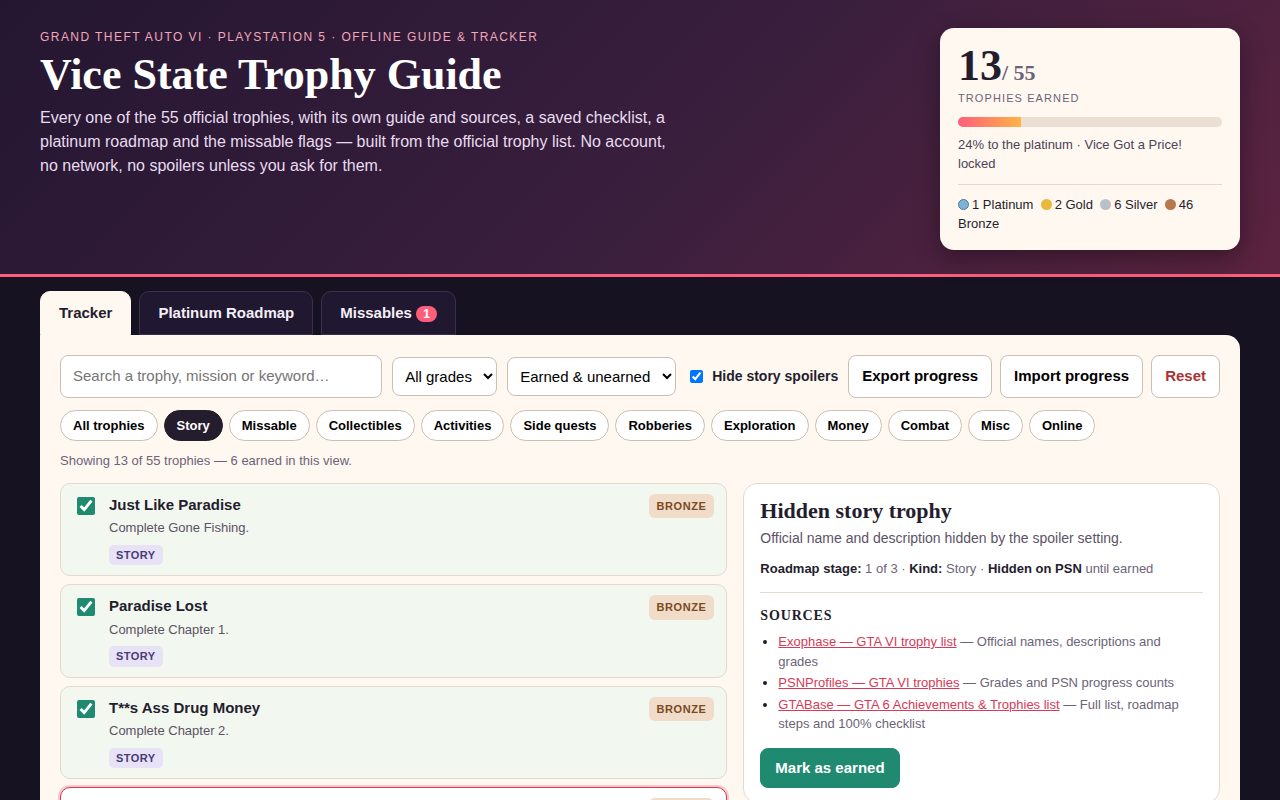 GRAND THEFT AUTO VI · PLAYSTATION 5 · OFFLINE GUIDE & TRACKER
Vice State Trophy Guide
Every one of the 55 official trophies, with its own guide and sources, a saved checklist, a
platinum roadmap and the missable flags — built from the official trophy list. No account,
no network, no spoilers unless you ask for them.
13 / 55
TROPHIES EARNED
24% to the platinum · Vice Got a Price!
locked
1 Platinum 2 Gold 6 Silver 46
Bronze
Tracker Platinum Roadmap Missables 1
Search a trophy, mission or keyword… All grades Earned & unearned Hide story spoilers Export progress Import progress Reset
All trophies Story Missable Collectibles Activities Side quests Robberies Exploration Money Combat Misc Online
Showing 13 of 55 trophies — 6 earned in this view.
Just Like Paradise BRONZE
Complete Gone Fishing.
STORY
Paradise Lost BRONZE
Complete Chapter 1.
STORY
T**s Ass Drug Money BRONZE
Complete Chapter 2.
STORY
Hidden story trophy
Official name and description hidden by the spoiler setting.
Roadmap stage: 1 of 3 · Kind: Story · Hidden on PSN until earned
SOURCES
Exophase — GTA VI trophy list — Official names, descriptions and
grades
PSNProfiles — GTA VI trophies — Grades and PSN progress counts
GTABase — GTA 6 Achievements & Trophies list — Full list, roadmap
steps and 100% checklist
Mark as earned